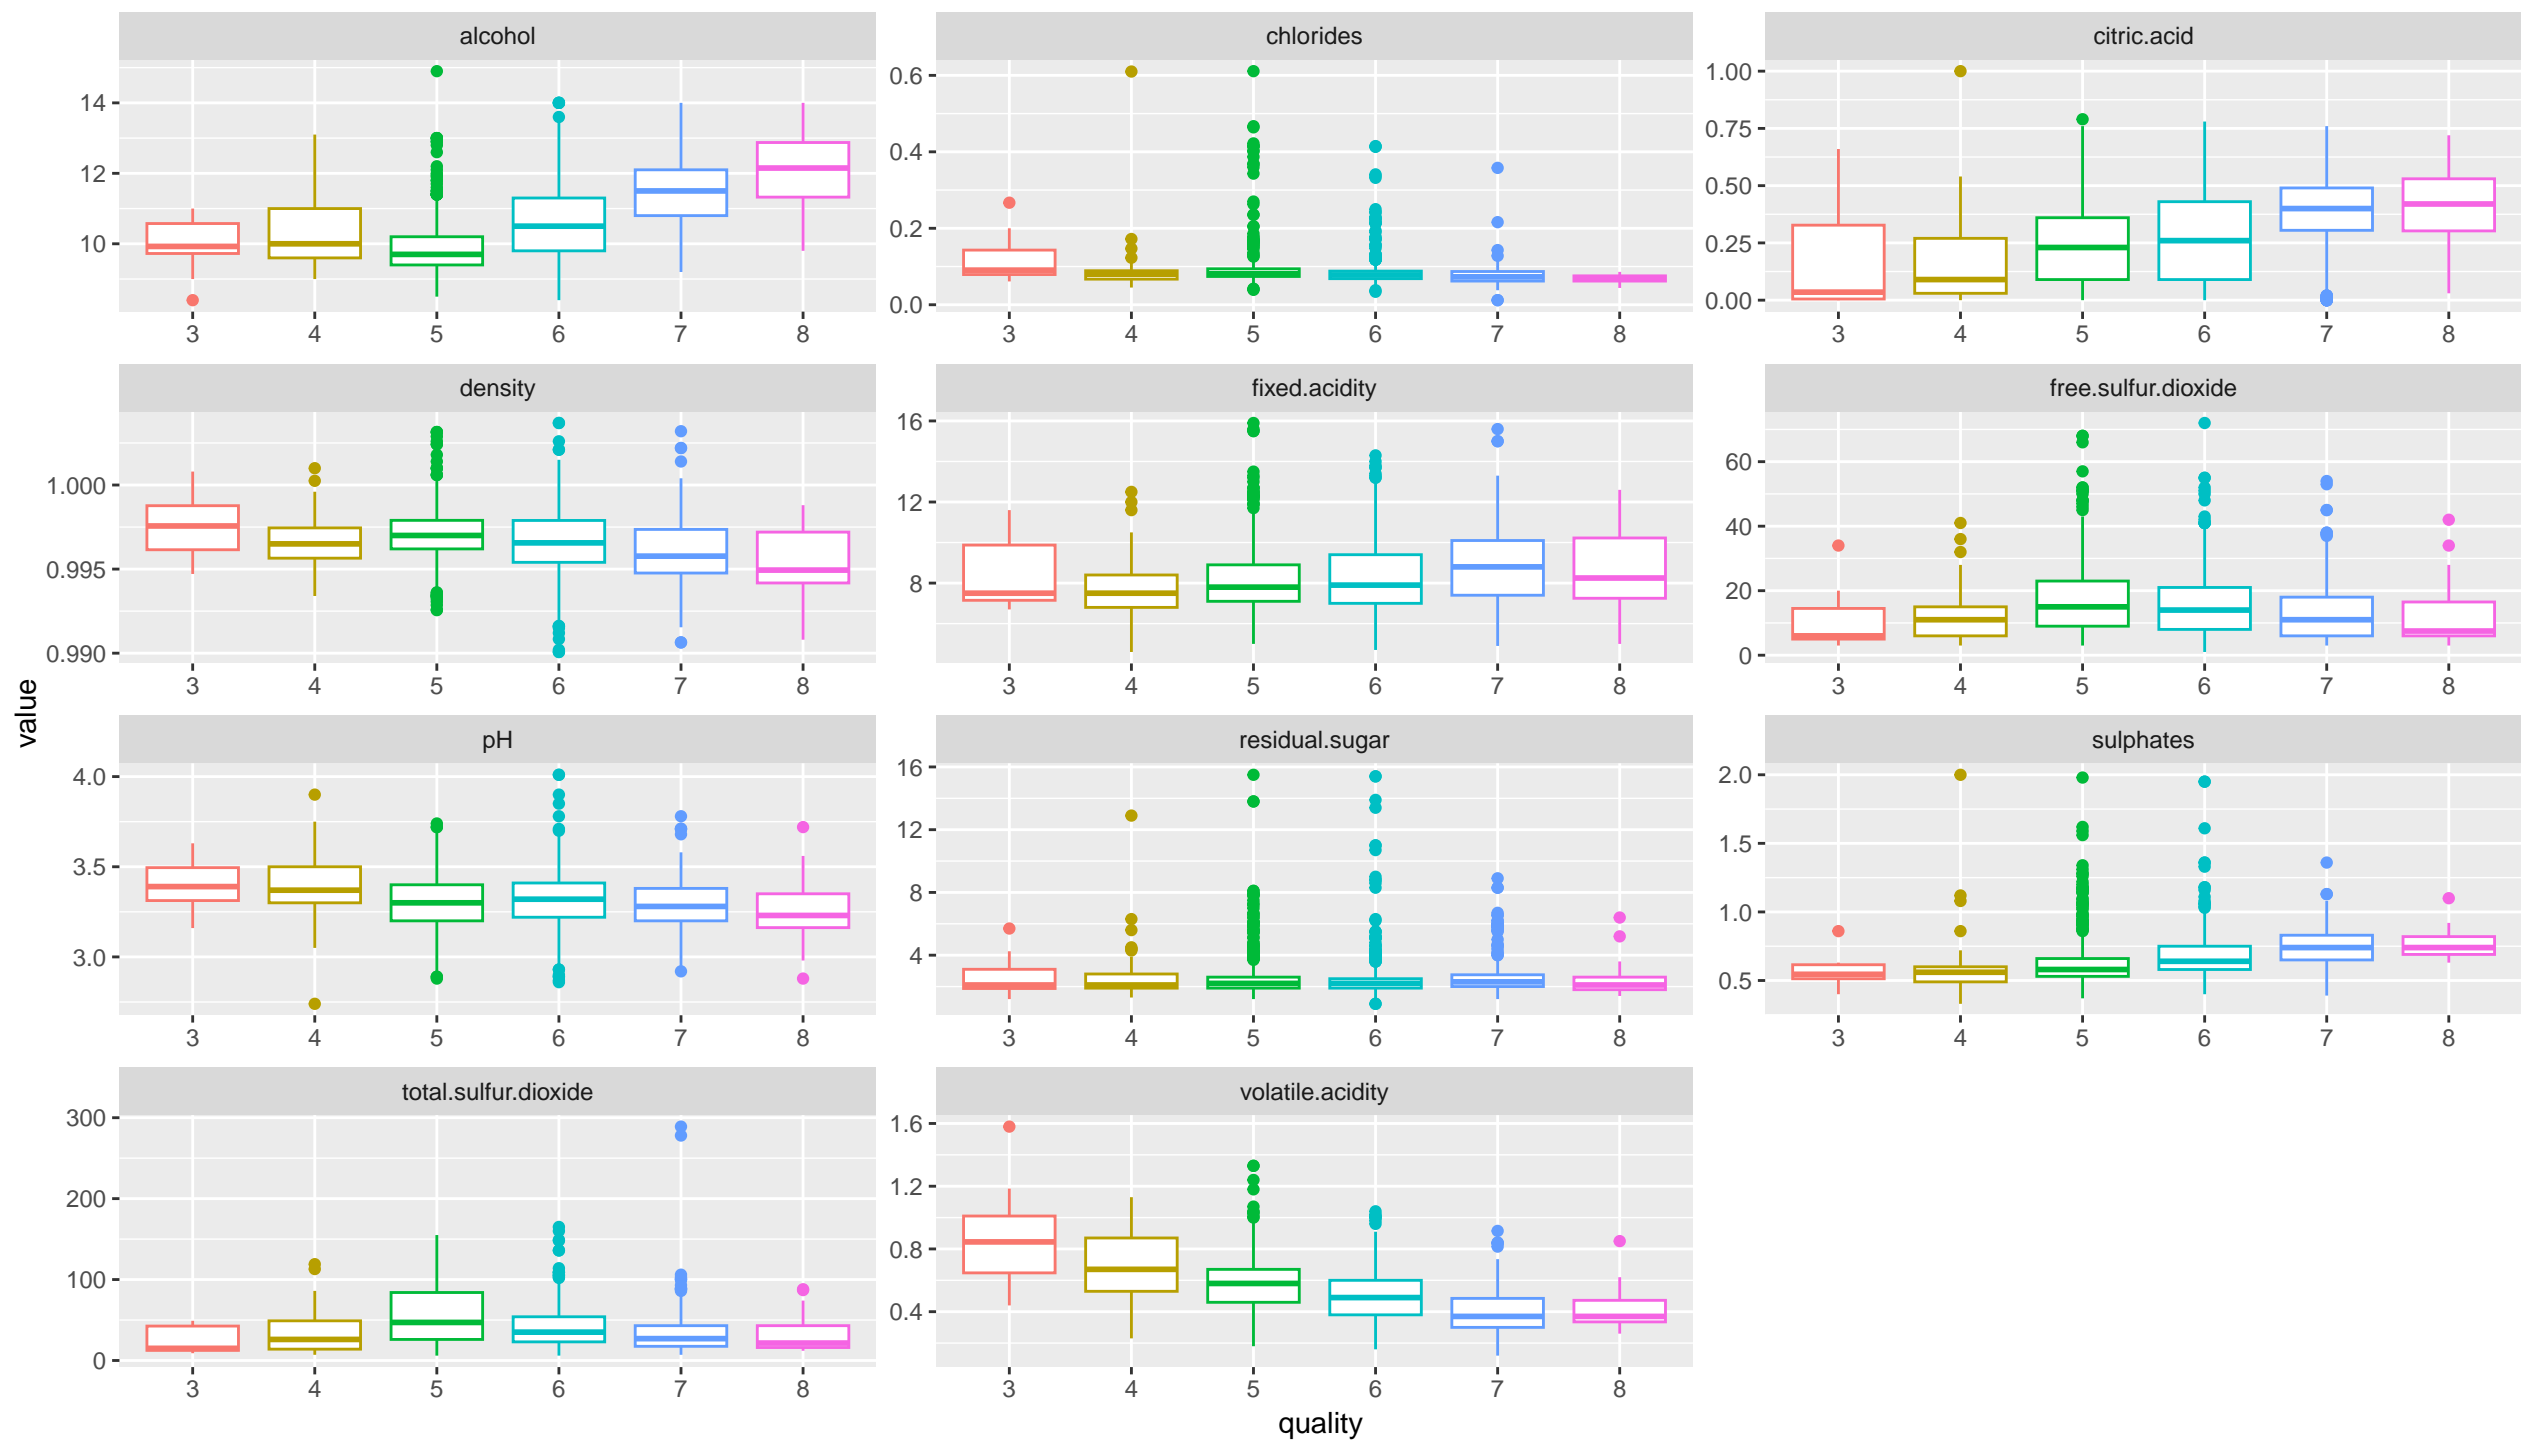 alcohol
chlorides
citric.acid
14
12
10
3 4 5 6 7 8
0.6
0.4
0.2
0.0
3 4 5 6 7 8
1.00
0.75
0.50
0.25
0.00
3 4 5 6 7 8
density
fixed.acidity
free.sulfur.dioxide
1.000
0.995
0.990
3 4 5 6 7 8
16
12
8
3 4 5 6 7 8
60
40
20
0
3 4 5 6 7 8
value
pH
residual.sugar
sulphates
4.0
3.5
3.0
3 4 5 6 7 8
16
12
8
4
3 4 5 6 7 8
2.0
1.5
1.0
0.5
3 4 5 6 7 8
total.sulfur.dioxide
volatile.acidity
300
200
100
0
3 4 5 6 7 8
1.6
1.2
0.8
0.4
3 4 5 6 7 8
quality